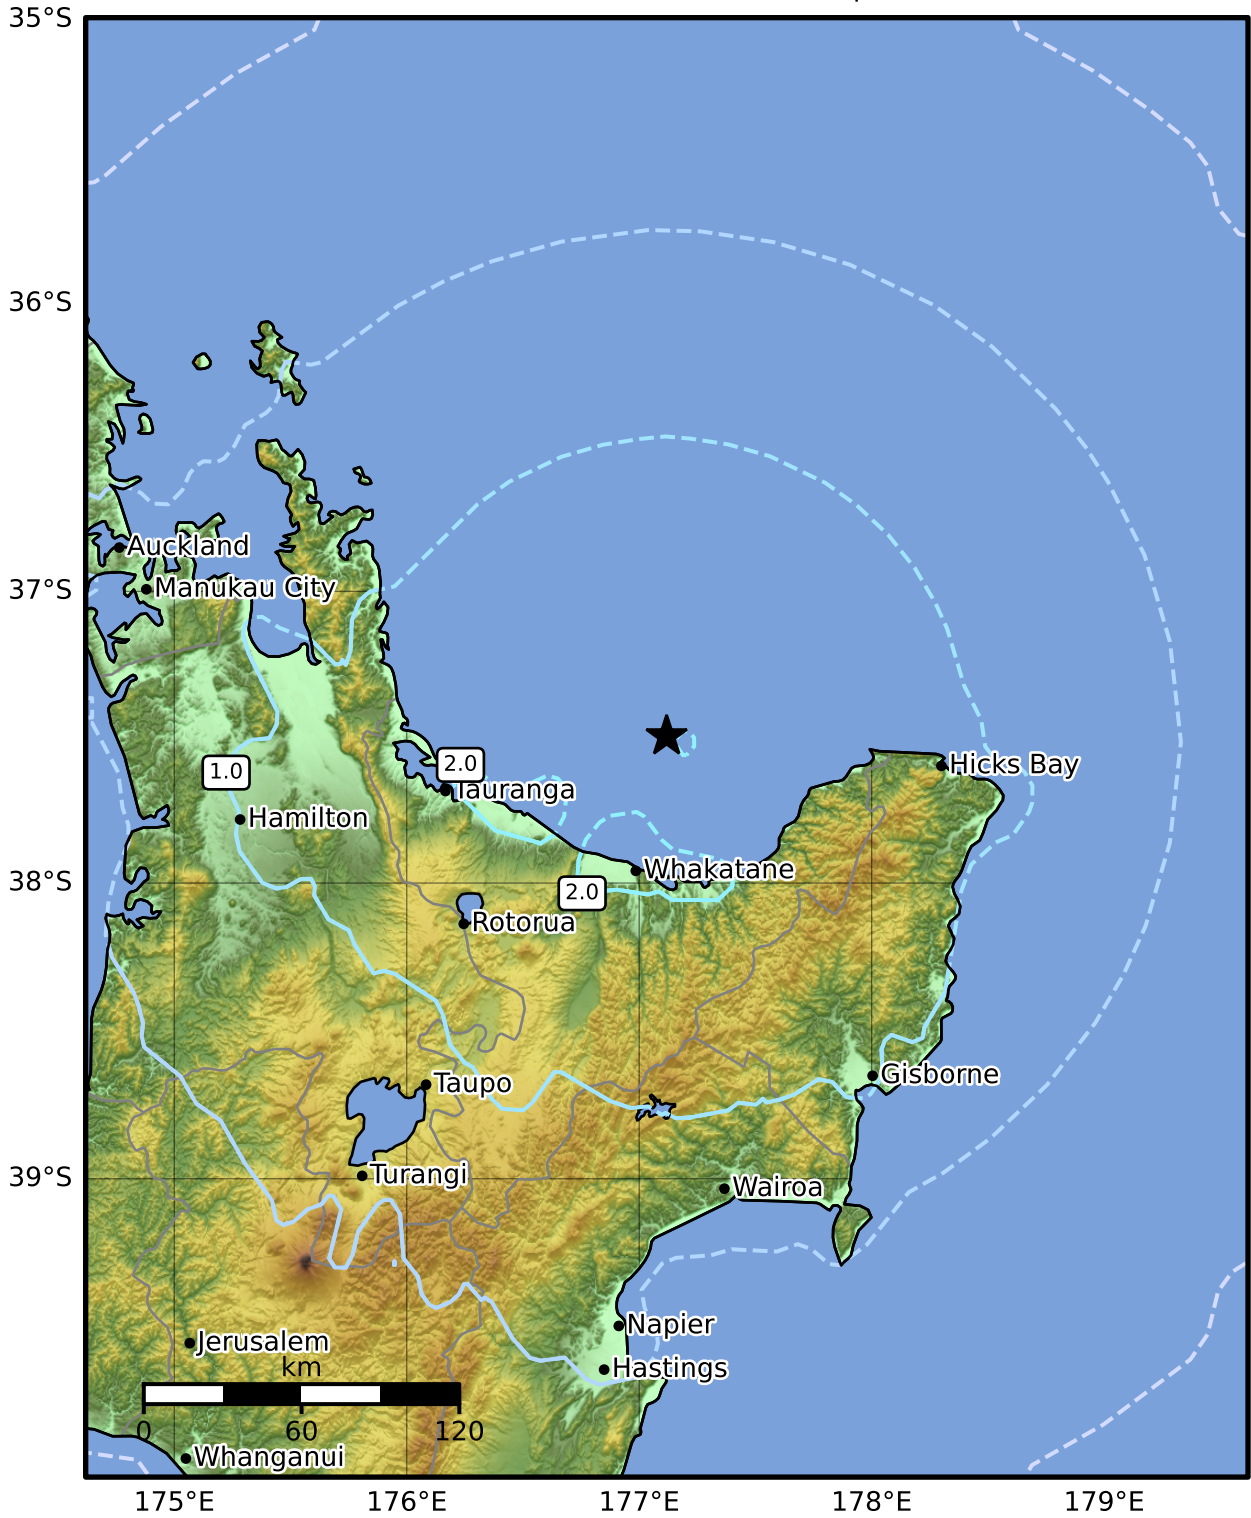 35°S
36°S
Auckland
37°S
Manukau City
2.0
Hicks Bay
1.0
Tauranga
Hamilton
Whakatane
38°S
2.0
Rotorua
Gisborne
Taupo
39°S
Turangi
Wairoa
Napier
Jerusalem
km
Hastings
0 60 120
Whanganui
175°E 176°E 177°E 178°E 179°E